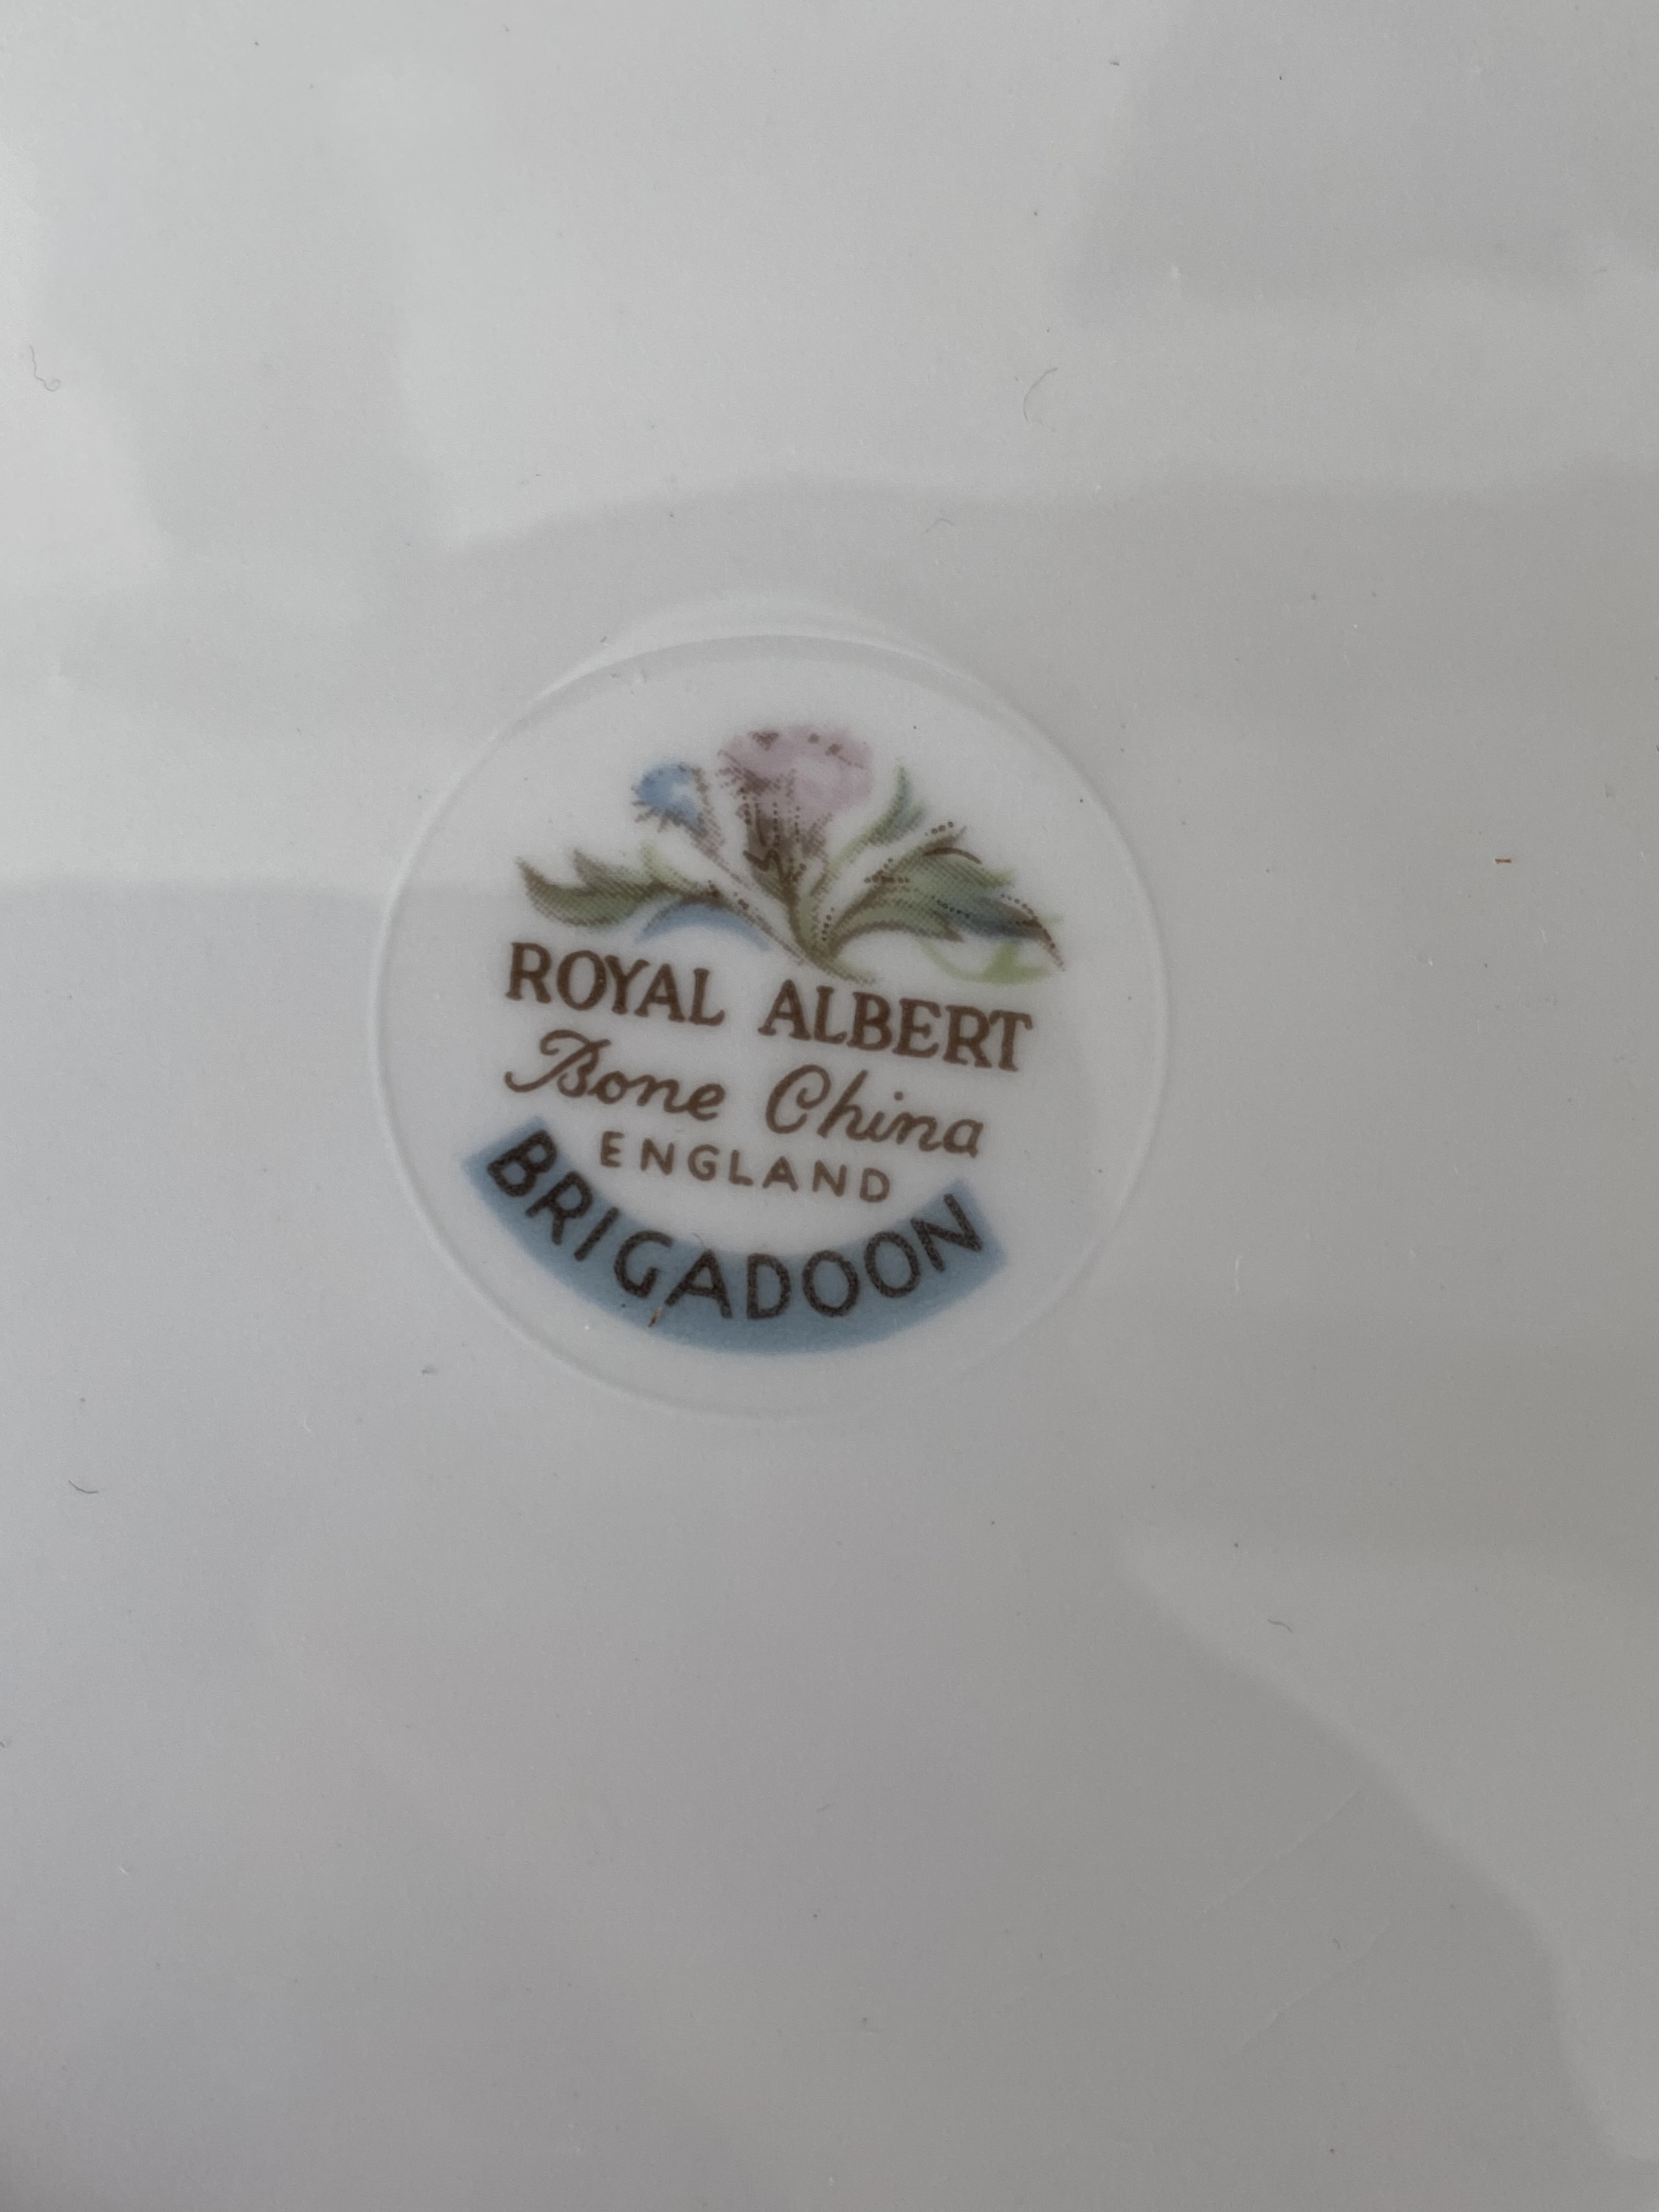 ROYAL ALBERT
Bone China
ENGLAND
BRIGADOON